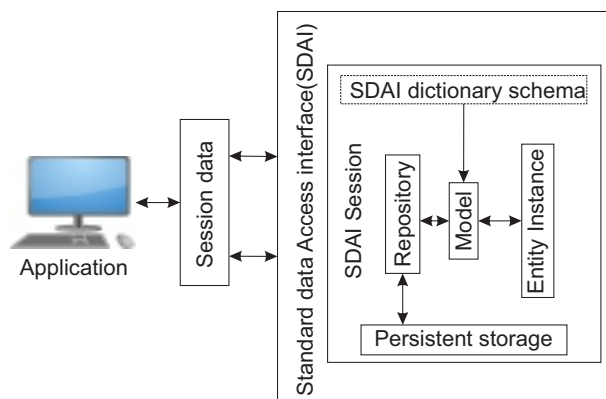 Application
Session data
Standard data Access interface(SDAI)
SDAI dictionary schema
SDAI Session
Repository
Model
Entity Instance
Persistent storage